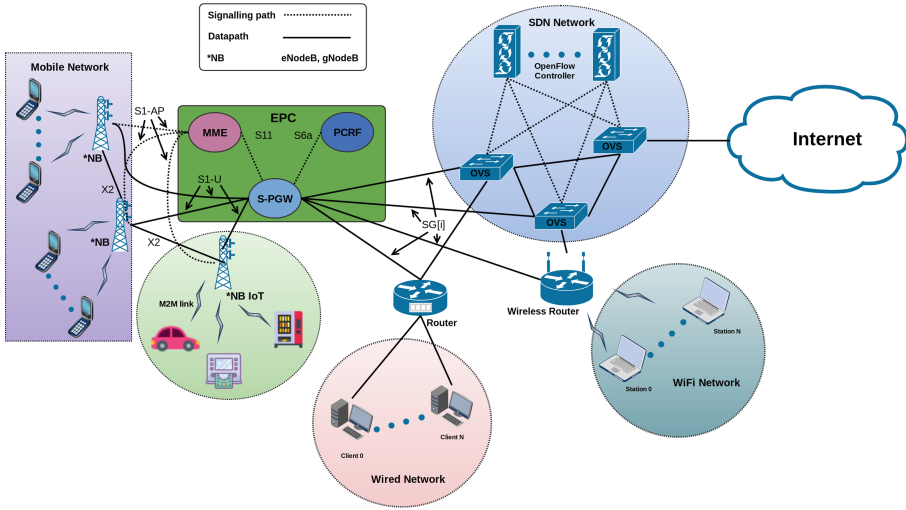 Signalling path
Datapath
*NB eNodeB, gNodeB
SDN Network
OpenFlow
Controller
Mobile Network
S1-AP
EPC
MME
S11
S6a
PCRF
OVS
OVS
OVS
Internet
*NB
X2
S1-U
S-PGW
SG[i]
*NB
X2
*NB IoT
M2M link
Router
Wireless Router
Station N
Station 0
WiFi Network
Client N
Client 0
Wired Network